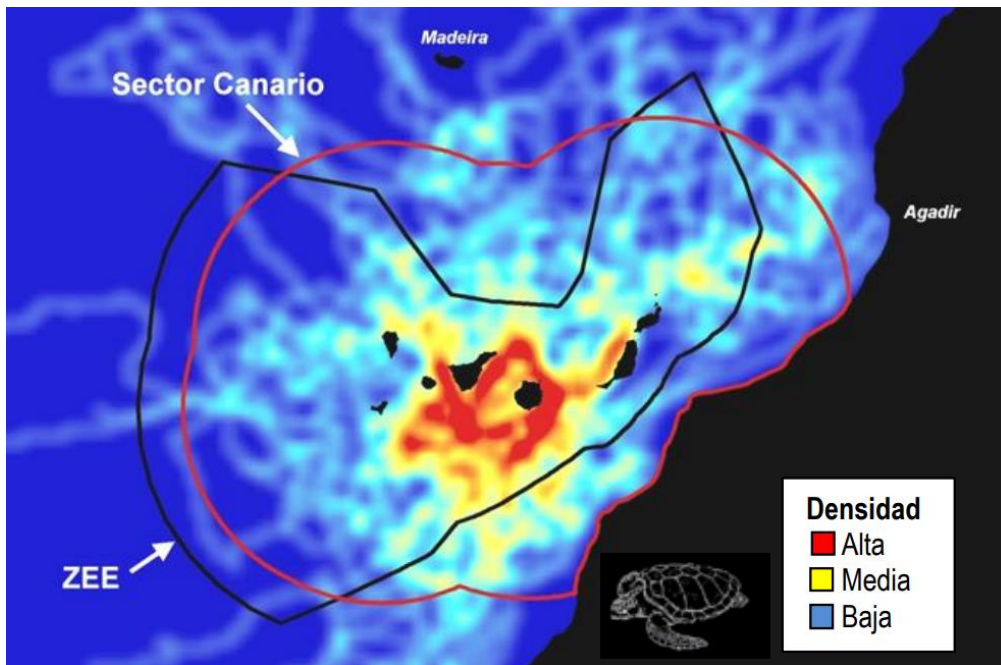 Madeira
Sector Canario
Agadir
ZEE
Densidad
Alta
Media
Baja